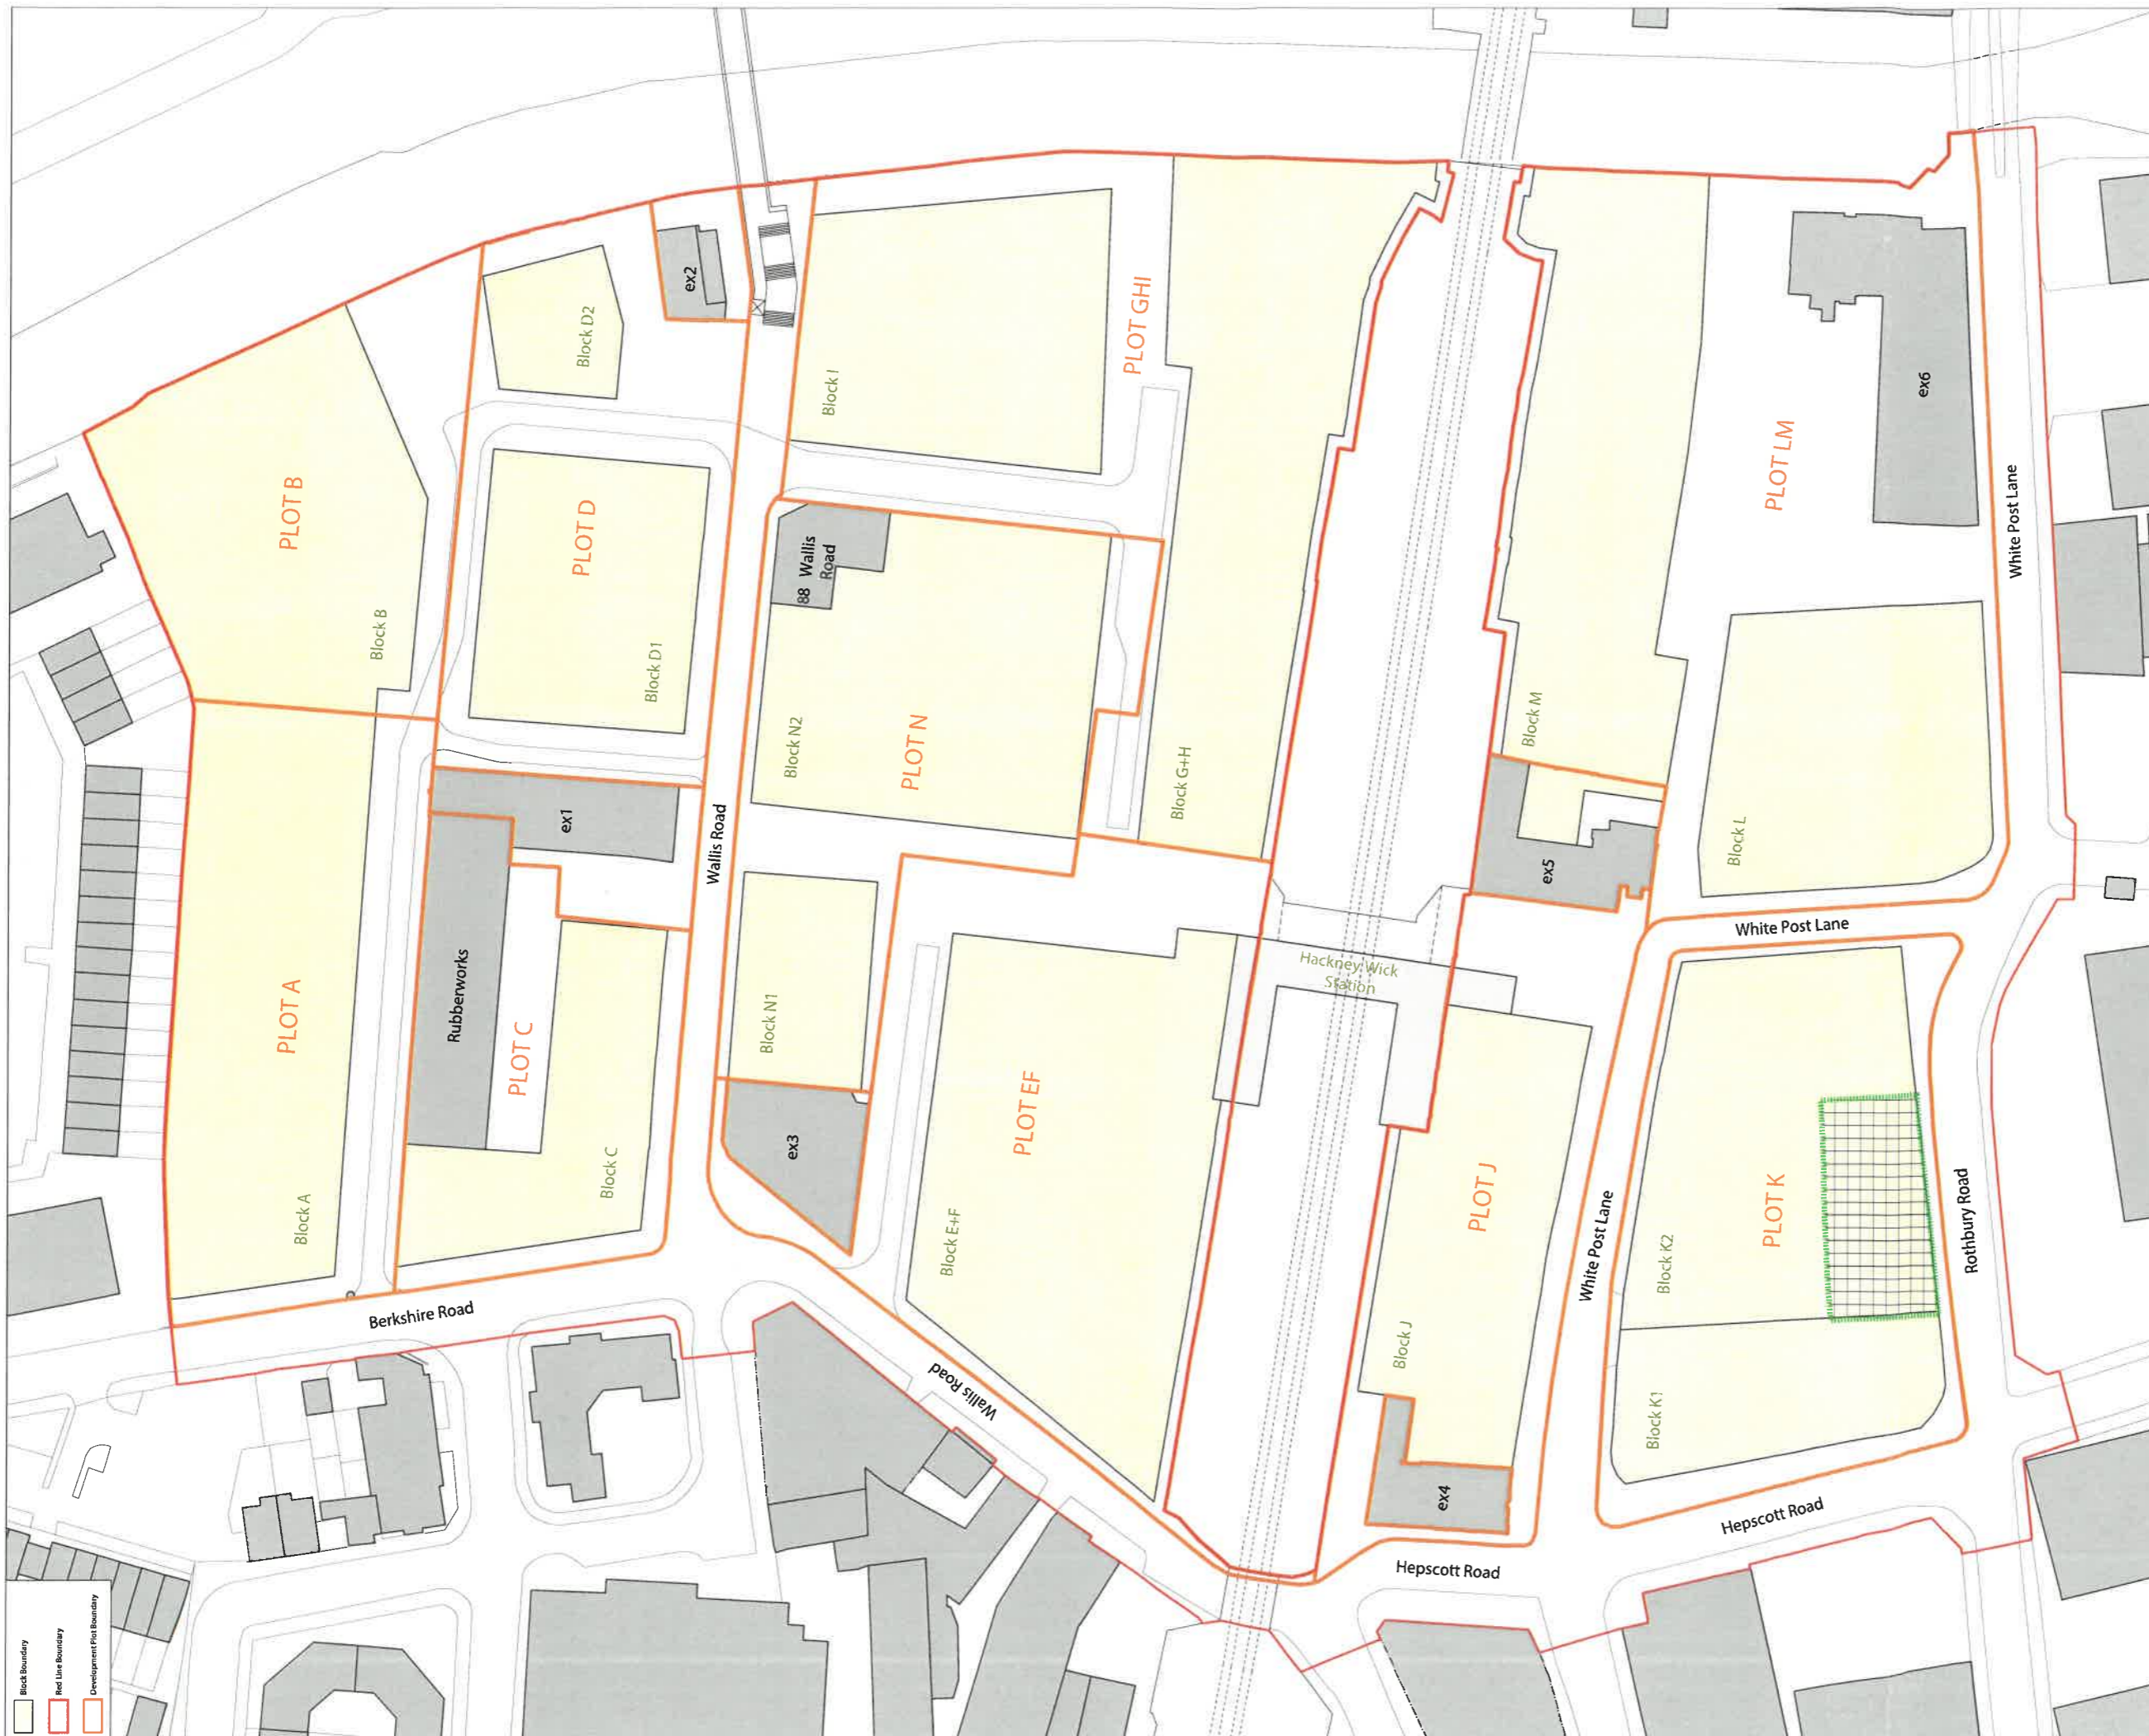 PLOT B
Block B
PLOT A
Block A
Block D2
ex2
PLOT D
Block D1
ex1
Rubberworks
PLOT C
Block C
Berkshire Road
Wallis Road
Block I
PLOT GHI
88 Wallis
Road
Block N2
PLOT N
Block G+H
Block N1
ex3
PLOT EF
Block E+F
Wallis Road
Hackney Wick
Station
ex6
PLOT LM
White Post Lane
Block M
ex5
Block L
White Post Lane
PLOT J
Block J
ex4
White Post Lane
PLOT K
Block K2
Block K1
Rothbury Road
Hepscott Road
Hepscott Road
Block Boundary
Red Line Boundary
Development Plot Boundary